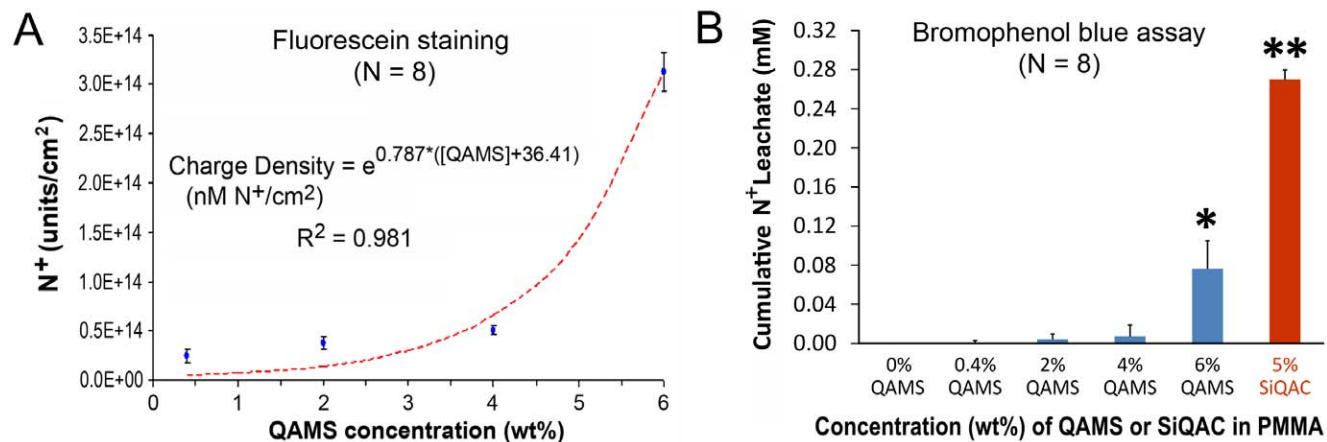 A
Fluorescein staining
(N = 8)
Charge Density = e^0.787*([QAMS]+36.41)
(nM N+/cm2)
R2 = 0.981
N+ (units/cm2)
3.5E+14
3.0E+14
2.5E+14
2.0E+14
1.5E+14
1.0E+14
0.5E+14
0.0E+00
0 1 2 3 4 5 6
QAMS concentration (wt%)
B
Bromophenol blue assay
(N = 8)
Cumulative N+Leachate (mM)
0.32
0.28
0.24
0.20
0.16
0.12
0.08
0.04
0.00
*
**
0% 0.4% 2% 4% 6% 5%
QAMS QAMS QAMS QAMS QAMS SiQAC
Concentration (wt%) of QAMS or SiQAC in PMMA